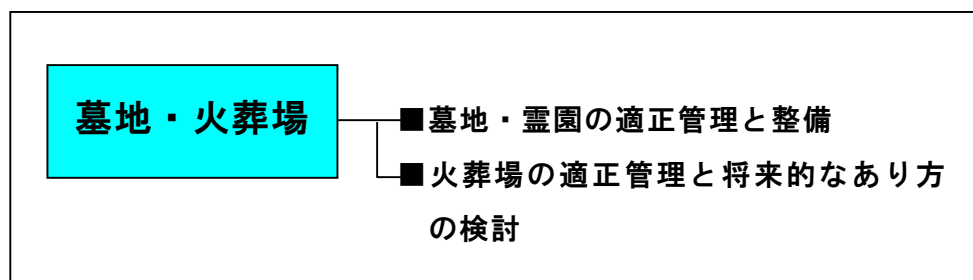 墓地・火葬場
■墓地・霊園の適正管理と整備
■火葬場の適正管理と将来的なあり方
の検討